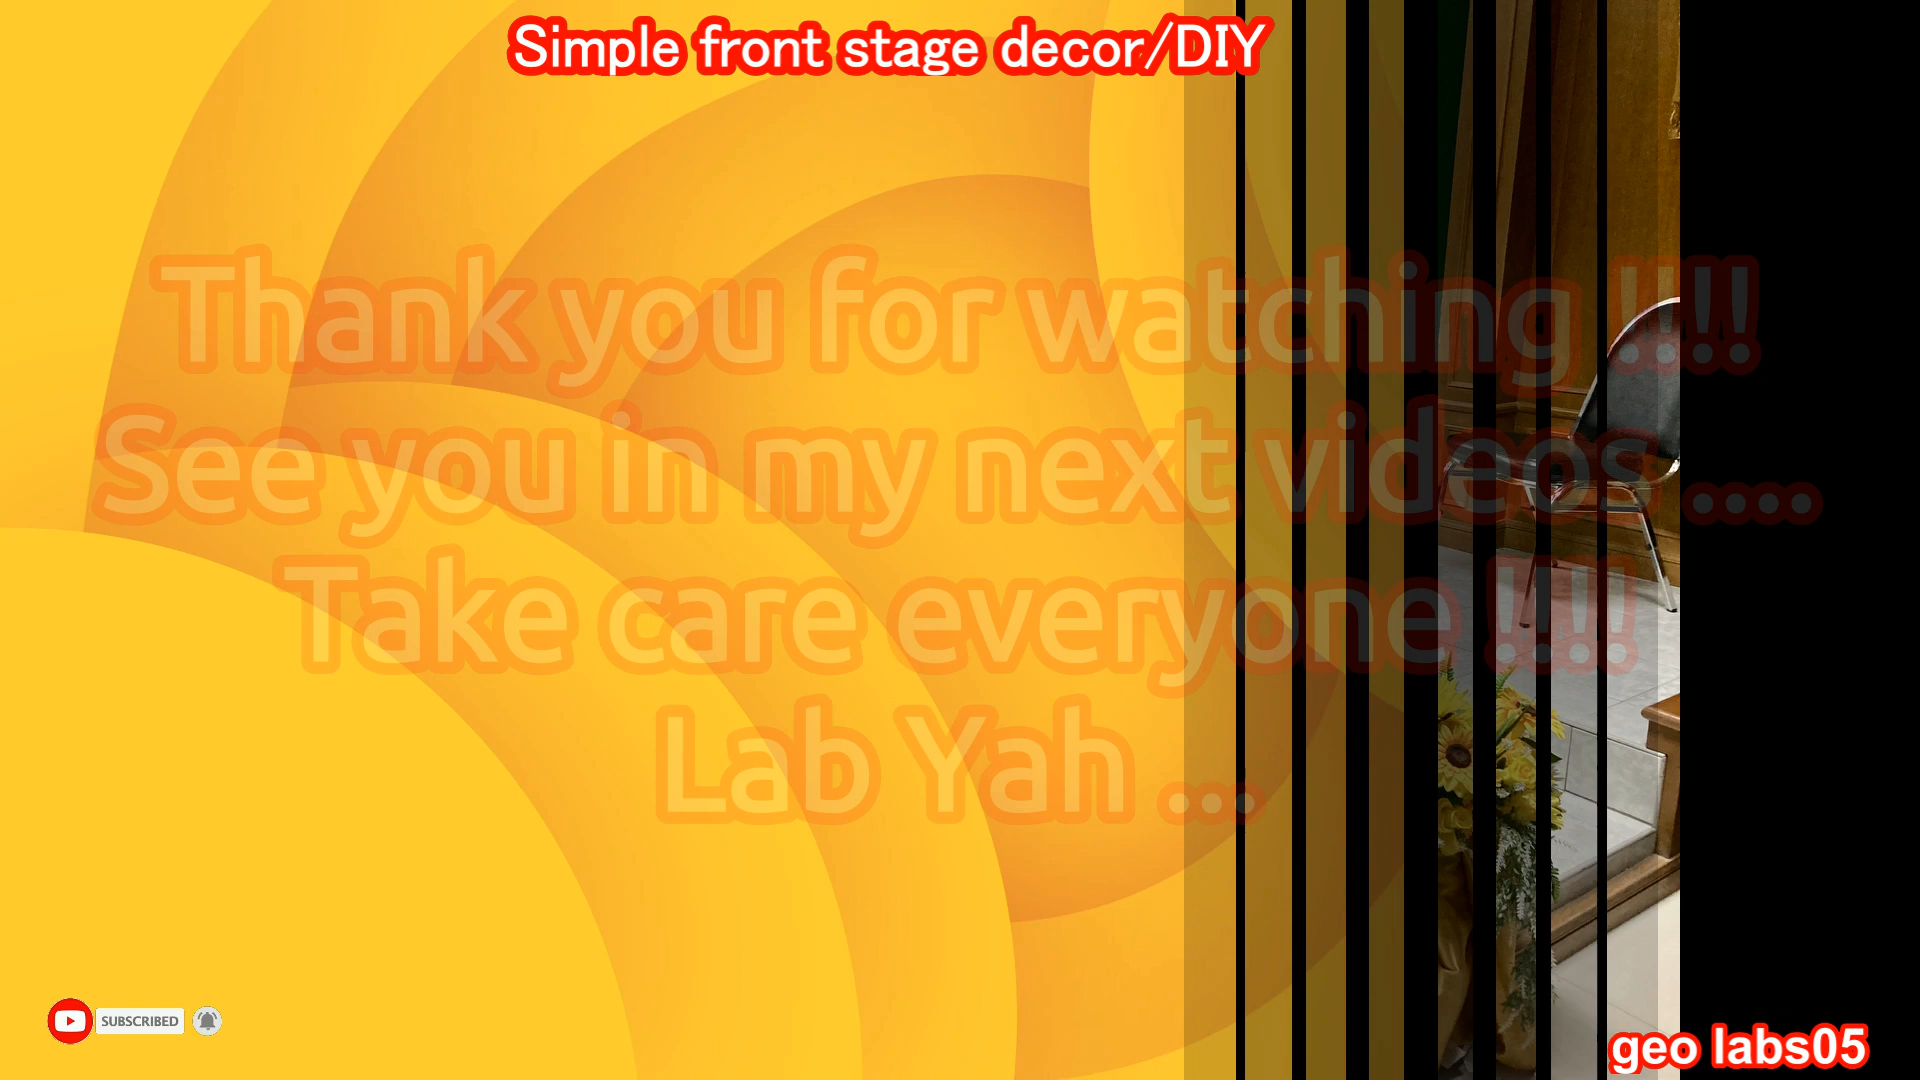 Simple front stage decor/DIY
Thank you for watching !!!!
See you in my next videos ....
Take care everyone !!!!
Lab Yah ...
SUBSCRIBED
geo labs05